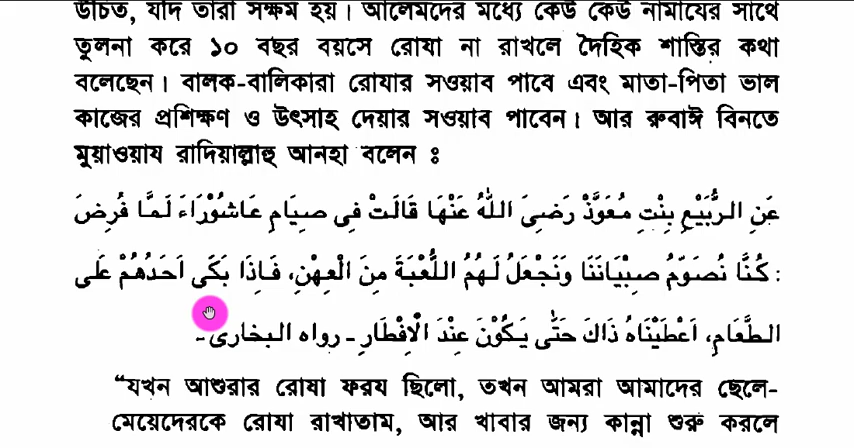 উচিত, যদি তারা সক্ষম হয়। আলেমদের মধ্যে কেউ কেউ নামাযের সাথে
তুলনা করে ১০ বছর বয়সে রোযা না রাখলে দৈহিক শাস্তির কথা
বলেছেন। বালক-বালিকারা রোযার সওয়াব পাবে এবং মাতা-পিতা ভাল
কাজের প্রশিক্ষণ ও উৎসাহ দেয়ার সওয়াব পাবেন। আর রুবাঈ বিনতে
মুয়াওয়ায রাদিয়াল্লাহু আনহা বলেন ঃ
عَنِ الرُّبَيْعِ بِنْتِ مُعَوَّذْ رَضِىَ اللهُ عَنْهَا قَالَتْ فِى صِيَامِ عَاشُوْرَاءَ لَمَّا فُرِضَ
: كُنَّا نُصَوِّمُ صِبْيَانَنَا وَنَجْعَلُ لَهُمُ اللُّعْبَةَ مِنَ الْعِهْنِ، فَاِذَا بَكَى اَحَدُهُمْ عَلَى
الطَّعَامِ، اَعْطَيْنَاهُ ذَاكَ حَتّٰى يَكُوْنَ عِنْدَ الْاِفْطَارِ ـ رواه البخارى ـ
“যখন আশুরার রোযা ফরয ছিলো, তখন আমরা আমাদের ছেলে-
মেয়েদেরকে রোযা রাখাতাম, আর খাবার জন্য কান্না শুরু করলে